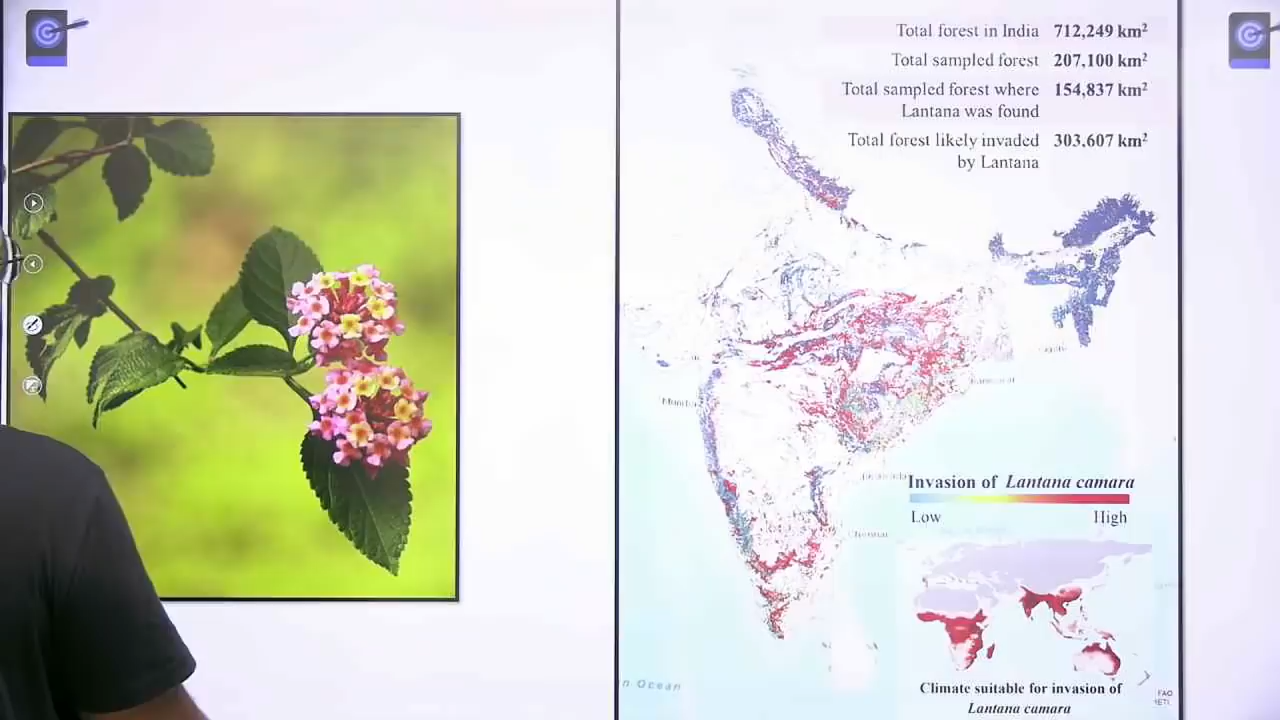 Total forest in India 712,249 km²
Total sampled forest 207,100 km²
Total sampled forest where 154,837 km²
Lantana was found
Total forest likely invaded 303,607 km²
by Lantana
Mumbai
Invasion of Lantana camara
Low High
Chennai
n Ocean
Climate suitable for invasion of
Lantana camara
FAO